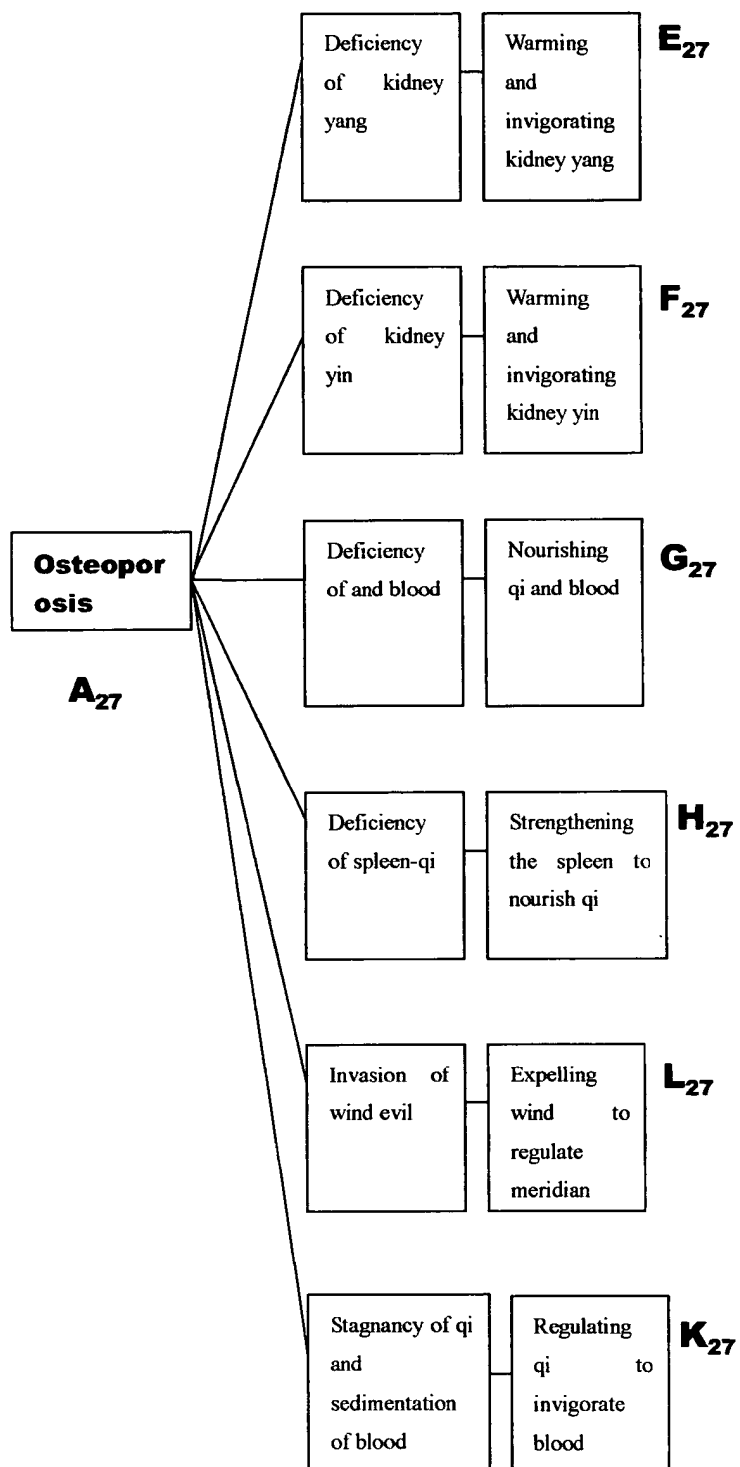 Deficiency
of kidney
yang
Warming
and
invigorating
kidney yang
E27
Deficiency
of kidney
yin
Warming
and
invigorating
kidney yin
F27
Osteopor
osis
A27
Deficiency
of and blood
Nourishing
qi and blood
G27
Deficiency
of spleen-qi
Strengthening
the spleen to
nourish qi
H27
Invasion of
wind evil
Expelling
wind to
regulate
meridian
L27
Stagnancy of qi
and
sedimentation
of blood
Regulating
qi to
invigorate
blood
K27